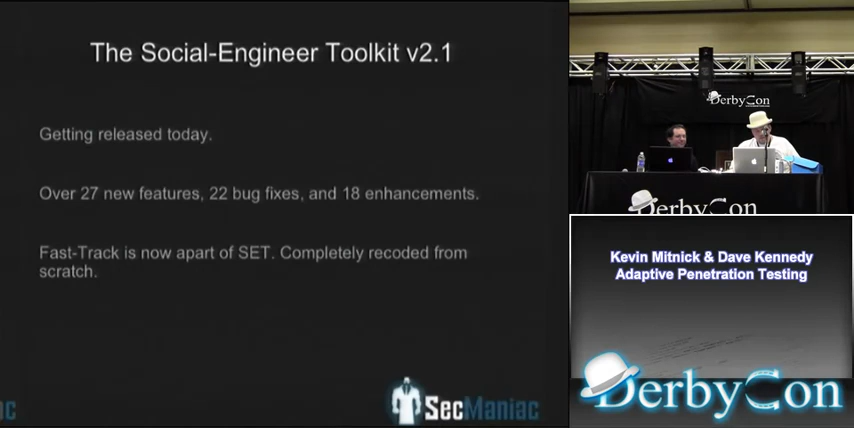 The Social-Engineer Toolkit v2.1
Getting released today.
Over 27 new features, 22 bug fixes, and 18 enhancements.
Fast-Track is now apart of SET. Completely recoded from
scratch.
SecManiac
DerbyCon
DerbyCon
Kevin Mitnick & Dave Kennedy
Adaptive Penetration Testing
DerbyCon